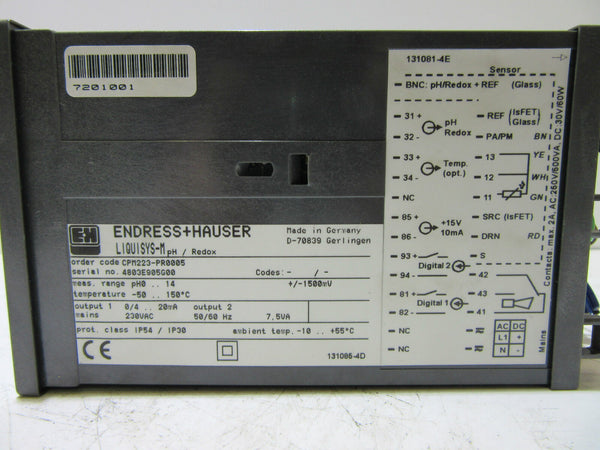 7201001
EH
ENDRESS+HAUSER
LIQUISYS-M pH / Redox
Made in Germany
D-70839 Gerlingen
order code CPM223-PR0005
serial no. 4803E905G00 Codes: - / -
meas. range pH0 .. 14 +/-1500mV
temperature -50 .. 150°C
output 1 0/4 .. 20mA output 2
mains 230VAC 50/60 Hz 7.5VA
prot. class IP54 / IP30 ambient temp. -10 .. +55°C
CE
131085-4D
131081-4E
Sensor
BNC: pH/Redox + REF (Glass)
31 + pH REF (IsFET Glass)
32 - Redox PA/PM BN
33 + Temp. 13 YE
34 - (opt.) 12 WH
NC 11 GN
85 + +15V SRC (IsFET)
86 - 10mA DRN RD
93 + Digital 2 S
94 - 42
81 + Digital 1 43
82 - 41
NC AC DC
L1 +
NC N -
Mains
Contacts max. 2A, AC:250V/500VA, DC:30V/60W